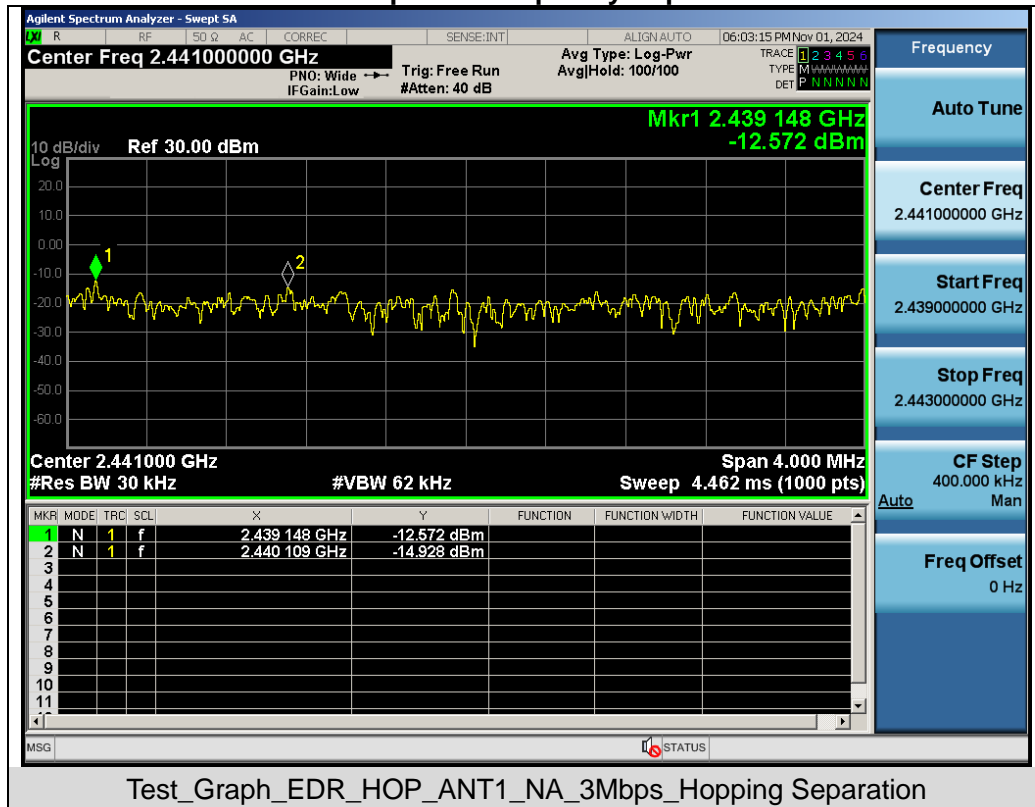 Agilent Spectrum Analyzer - Swept SA
LXI R RF 50 Ω AC CORREC SENSE:INT ALIGN AUTO 06:03:15 PM Nov 01, 2024
Center Freq 2.441000000 GHz
PNO: Wide
IFGain:Low
Trig: Free Run
#Atten: 40 dB
Avg Type: Log-Pwr
Avg|Hold: 100/100
TRACE 1 2 3 4 5 6
TYPE M
DET P N N N N N
Mkr1 2.439 148 GHz
-12.572 dBm
10 dB/div Ref 30.00 dBm
Log
20.0
10.0
0.00
-10.0
-20.0
-30.0
-40.0
-50.0
-60.0
1
2
Center 2.441000 GHz Span 4.000 MHz
#Res BW 30 kHz #VBW 62 kHz Sweep 4.462 ms (1000 pts)
MKR MODE TRC SCL X Y FUNCTION FUNCTION WIDTH FUNCTION VALUE
1 N 1 f 2.439 148 GHz -12.572 dBm
2 N 1 f 2.440 109 GHz -14.928 dBm
3
4
5
6
7
8
9
10
11
MSG STATUS
Frequency
Auto Tune
Center Freq
2.441000000 GHz
Start Freq
2.439000000 GHz
Stop Freq
2.443000000 GHz
CF Step
400.000 kHz
Auto Man
Freq Offset
0 Hz
Test_Graph_EDR_HOP_ANT1_NA_3Mbps_Hopping Separation